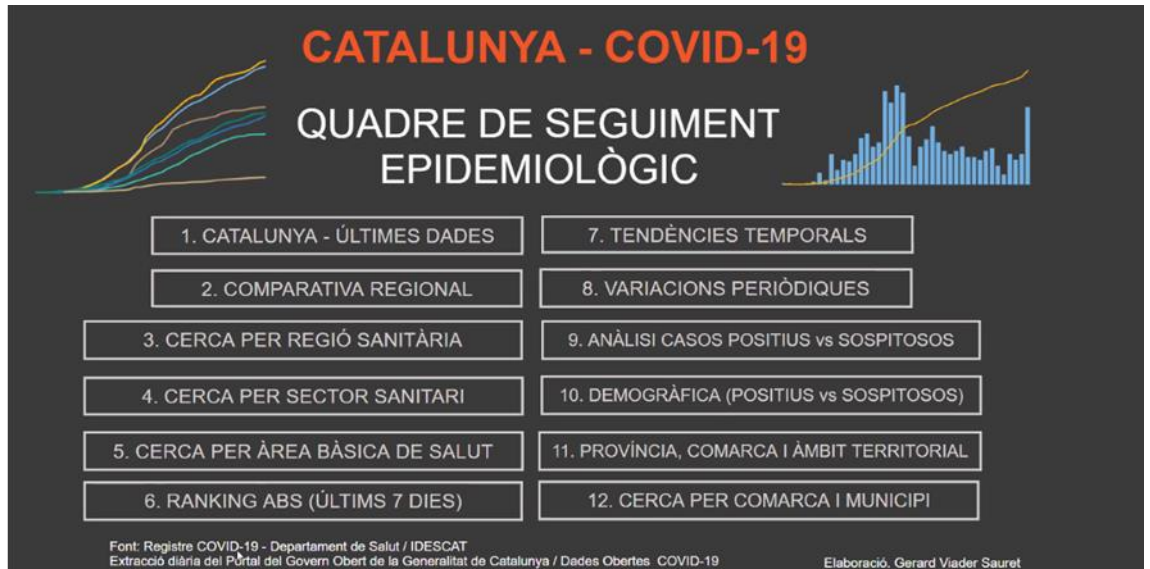 CATALUNYA - COVID-19
QUADRE DE SEGUIMENT
EPIDEMIOLÒGIC
1. CATALUNYA - ÚLTIMES DADES
2. COMPARATIVA REGIONAL
3. CERCA PER REGIÓ SANITÀRIA
4. CERCA PER SECTOR SANITARI
5. CERCA PER ÀREA BÀSICA DE SALUT
6. RANKING ABS (ÚLTIMS 7 DIES)
7. TENDÈNCIES TEMPORALS
8. VARIACIONS PERIÒDIQUES
9. ANÀLISI CASOS POSITIUS vs SOSPITOSOS
10. DEMOGRÀFICA (POSITIUS vs SOSPITOSOS)
11. PROVÍNCIA, COMARCA I ÀMBIT TERRITORIAL
12. CERCA PER COMARCA I MUNICIPI
Font: Registre COVID-19 - Departament de Salut / IDESCAT
Extracció diària del Portal del Govern Obert de la Generalitat de Catalunya / Dades Obertes COVID-19
Elaboració. Gerard Viader Sauret